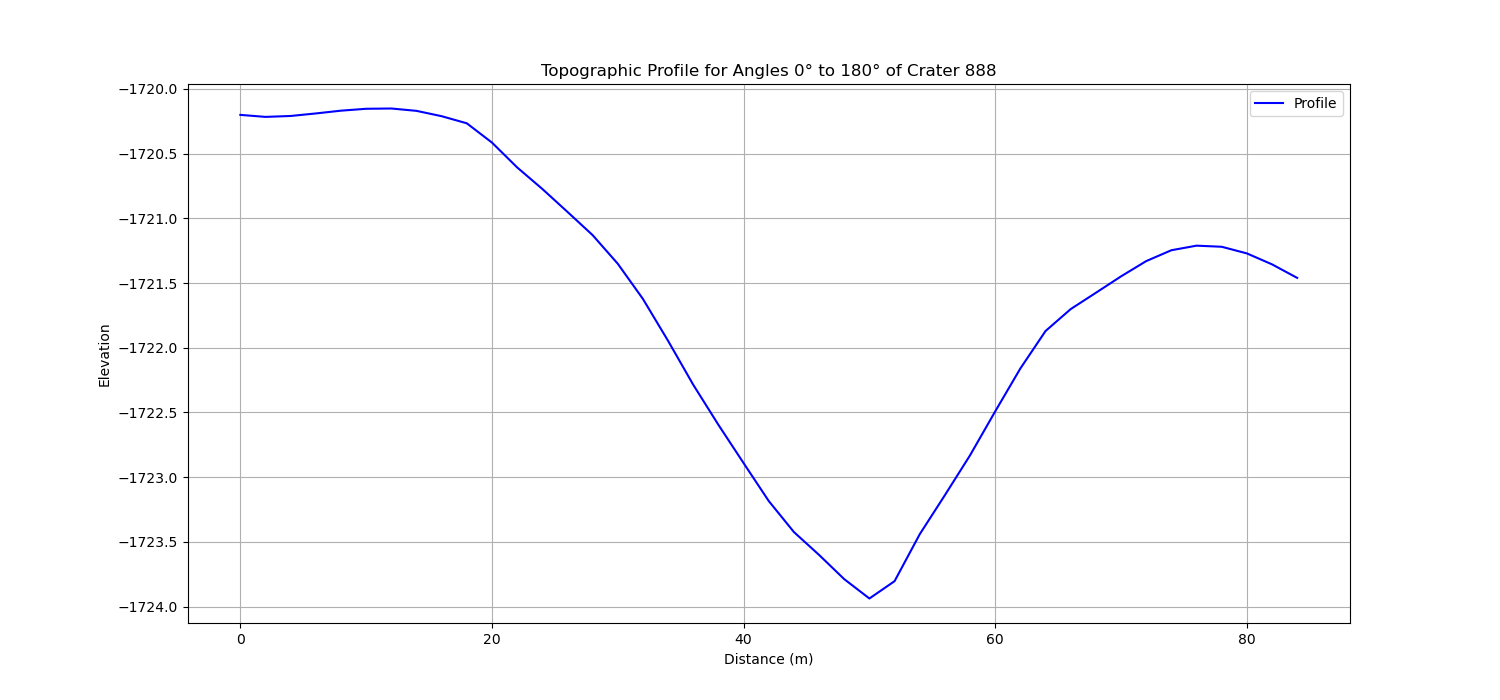 Topographic Profile for Angles 0° to 180° of Crater 888
Profile
Elevation
−1720.0
−1720.5
−1721.0
−1721.5
−1722.0
−1722.5
−1723.0
−1723.5
−1724.0
0 20 40 60 80
Distance (m)